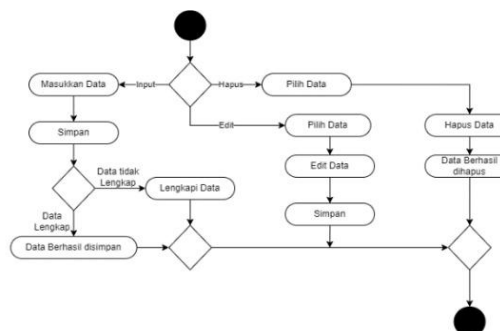 Masukkan Data
Input
Hapus
Pilih Data
Simpan
Edit
Pilih Data
Hapus Data
Edit Data
Data Berhasil
dihapus
Data tidak
Lengkap
Lengkapi Data
Simpan
Data
Lengkap
Data Berhasil disimpan